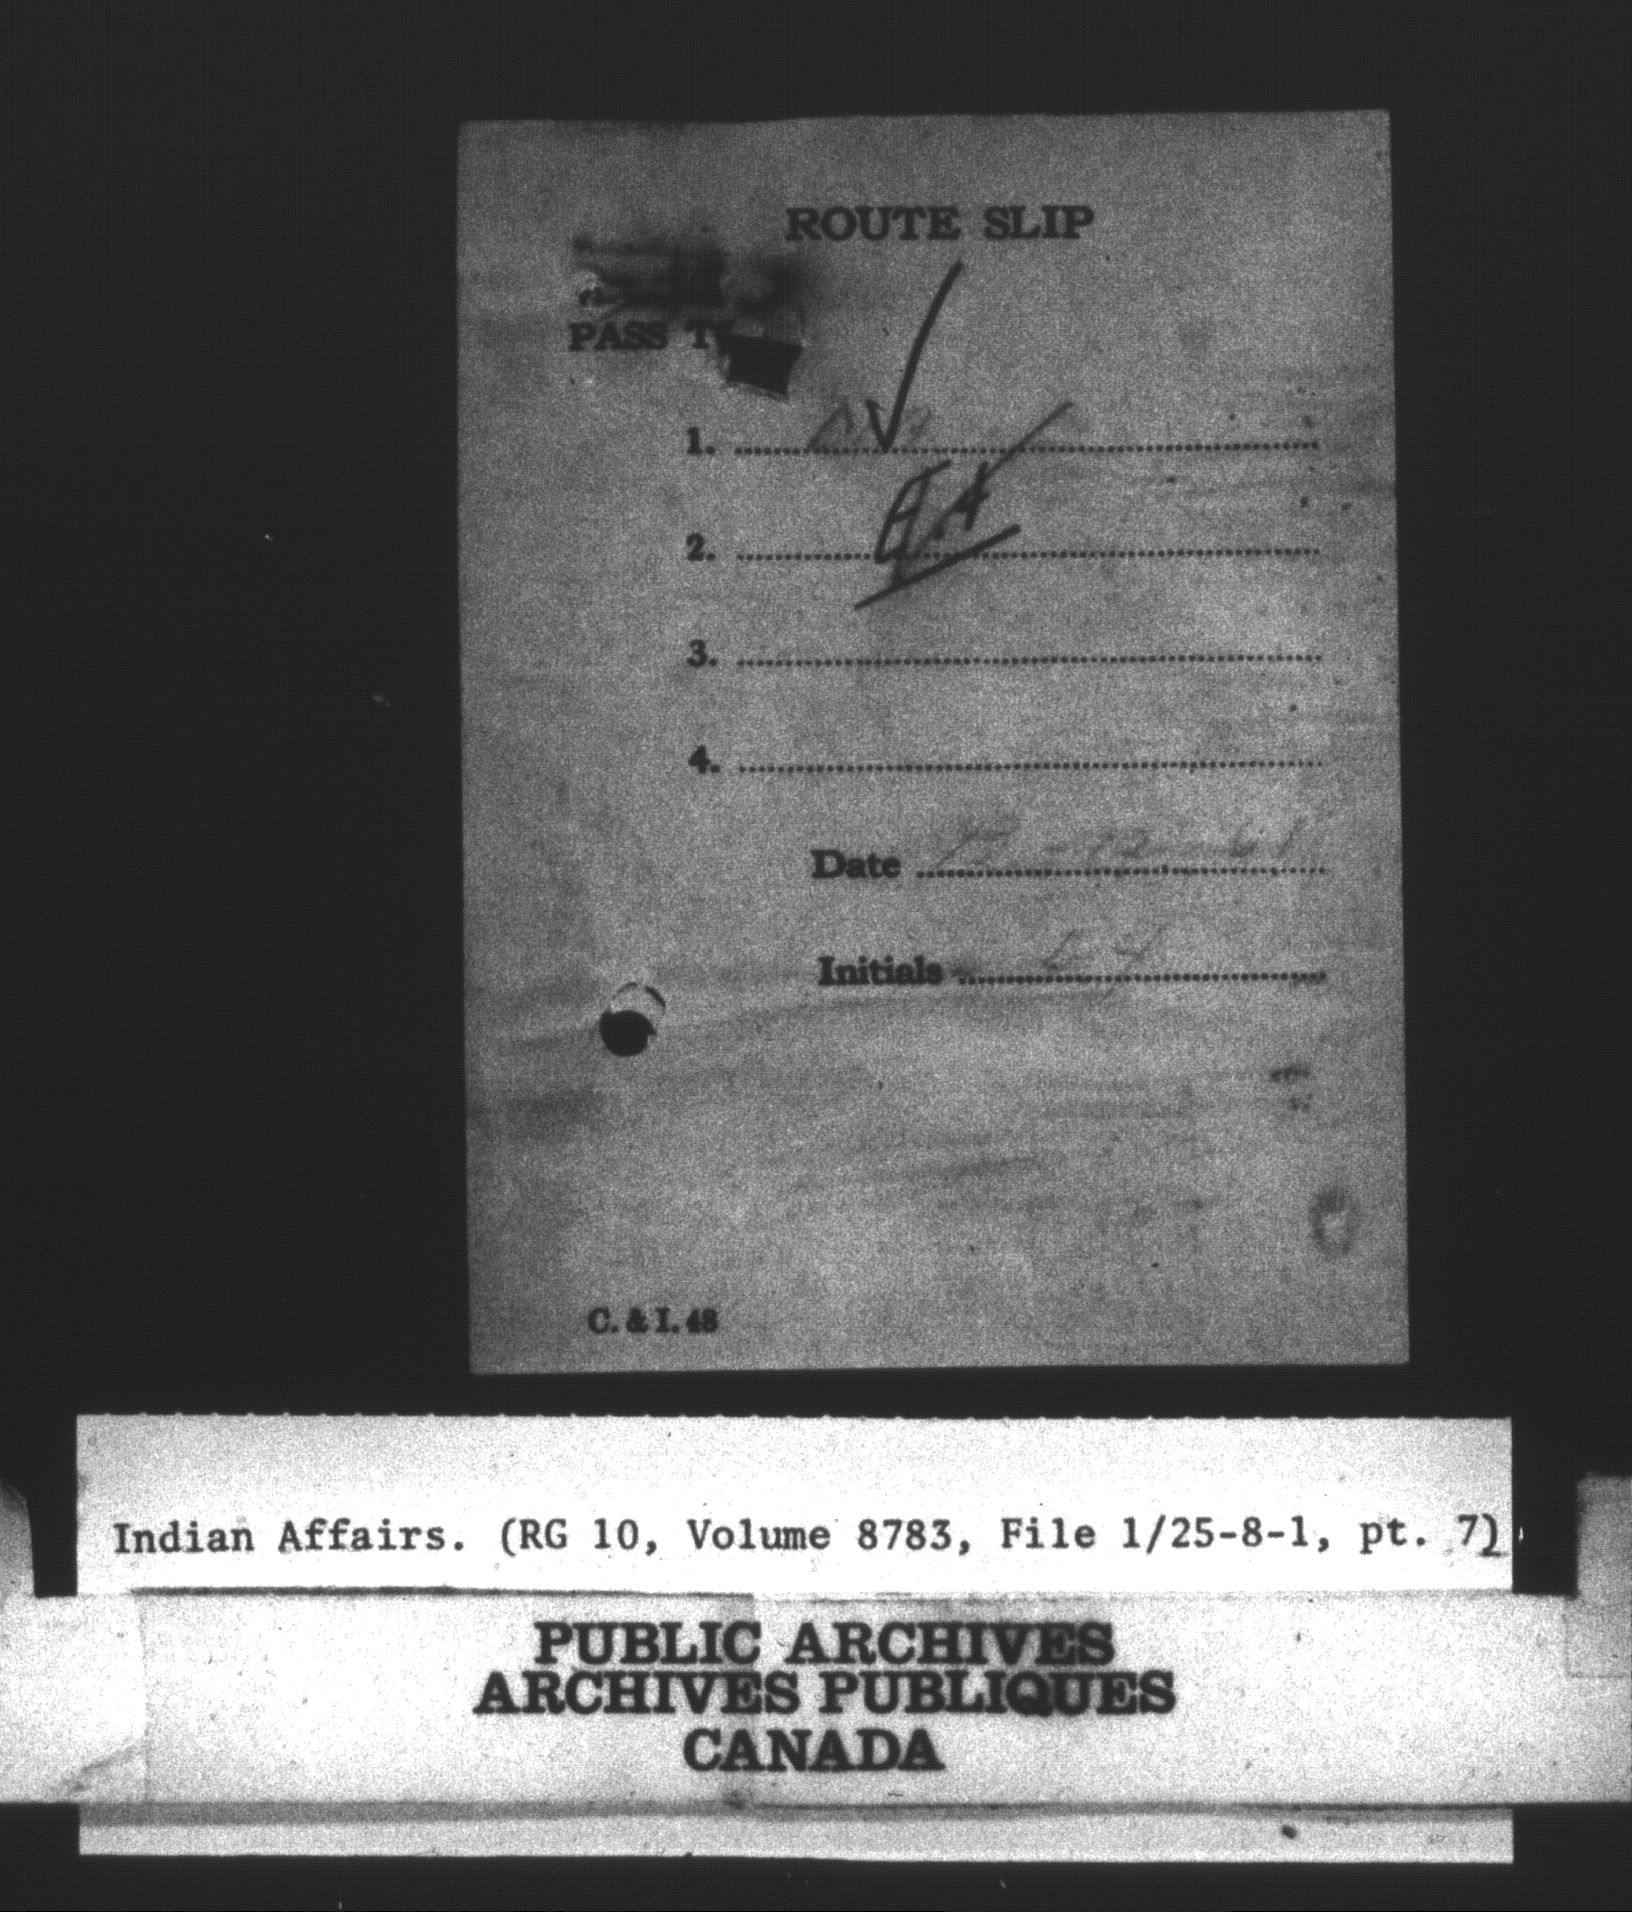 ROUTE SLIP
PASS T
1.
2.
3.
4.
Date
Initials
C. & I. 48
Indian Affairs. (RG 10, Volume 8783, File 1/25-8-1, pt. 7)
PUBLIC ARCHIVES
ARCHIVES PUBLIQUES
CANADA